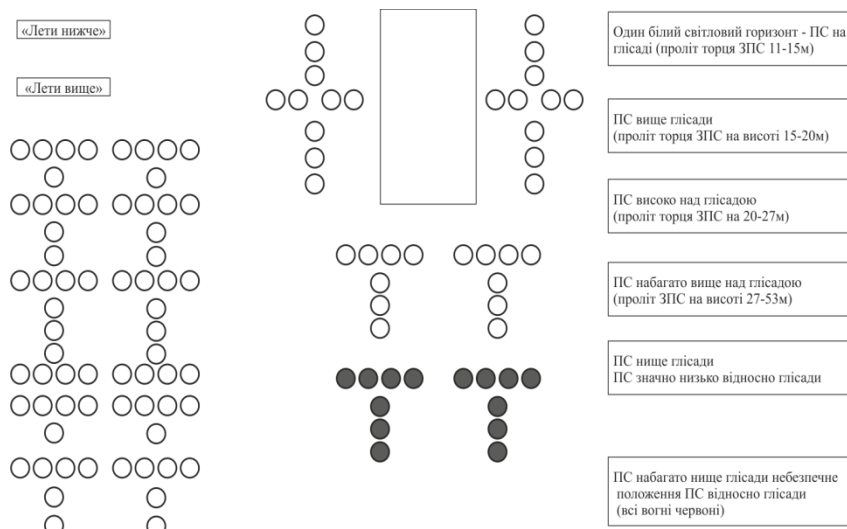 «Лети нижче»
«Лети вище»
Один білий світловий горизонт - ПС на
глісаді (проліт торця ЗПС 11-15м)
ПС вище глісади
(проліт торця ЗПС на висоті 15-20м)
ПС високо над глісадою
(проліт торця ЗПС на 20-27м)
ПС набагато вище над глісадою
(проліт ЗПС на висоті 27-53м)
ПС нище глісади
ПС значно низько відносно глісади
ПС набагато нище глісади небезпечне
положення ПС відносно глісади
(всі вогні червоні)